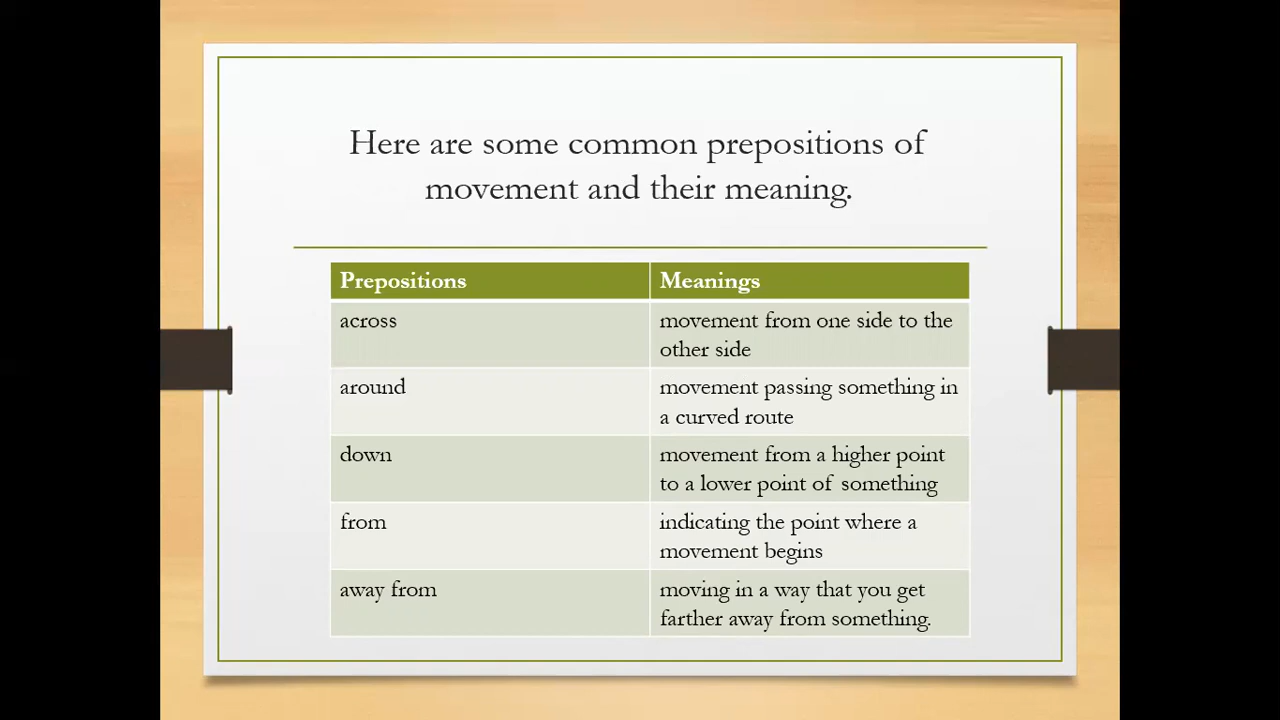 Here are some common prepositions of
movement and their meaning.
Prepositions
Meanings
across
movement from one side to the
other side
around
movement passing something in
a curved route
down
movement from a higher point
to a lower point of something
from
indicating the point where a
movement begins
away from
moving in a way that you get
farther away from something.